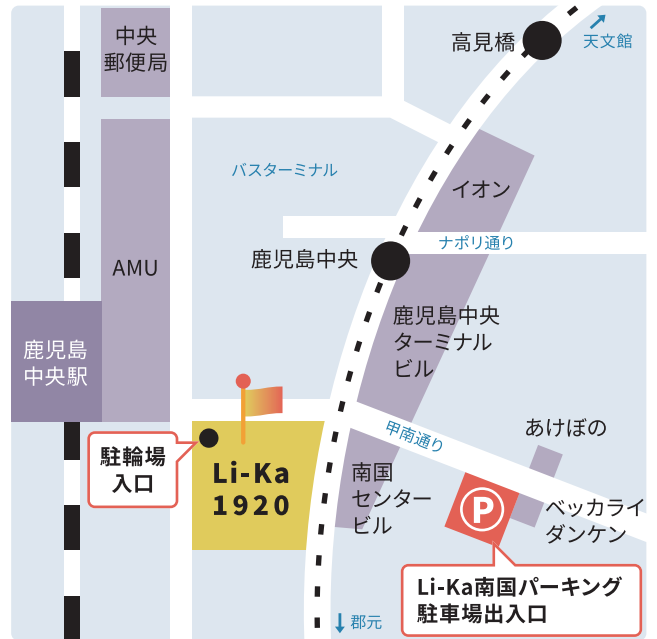 中央
郵便局
高見橋
天文館
バスターミナル
イオン
ナポリ通り
AMU
鹿児島中央
鹿児島中央
ターミナル
ビル
鹿児島
中央駅
甲南通り
あけぼの
駐輪場
入口
Li-Ka
1920
南国
センター
ビル
P
ベッカライ
ダンケン
Li-Ka南国パーキング
駐車場出入口
郡元